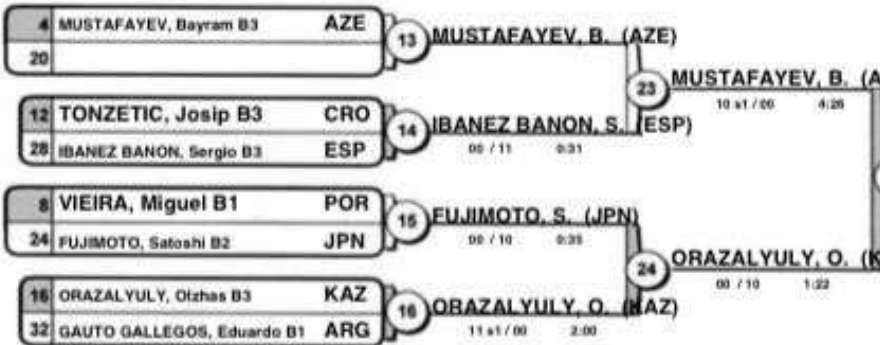 4 MUSTAFAYEV, Bayram B3 AZE
20
12 TONZETIC, Josip B3 CRO
28 IBANEZ BANON, Sergio B3 ESP
8 VIEIRA, Miguel B1 POR
24 FUJIMOTO, Satoshi B2 JPN
16 ORAZALYULY, Olzhas B3 KAZ
32 GAUTO GALLEGOS, Eduardo B1 ARG
13 MUSTAFAYEV, B. (AZE)
14 IBANEZ BANON, S. (ESP)
00 / 11 0:31
15 FUJIMOTO, S. (JPN)
00 / 10 0:35
16 ORAZALYULY, O. (KAZ)
11 s1 / 00 2:00
23 MUSTAFAYEV, B. (A
10 s1 / 00 4:26
24 ORAZALYULY, O. (K
00 / 10 1:22